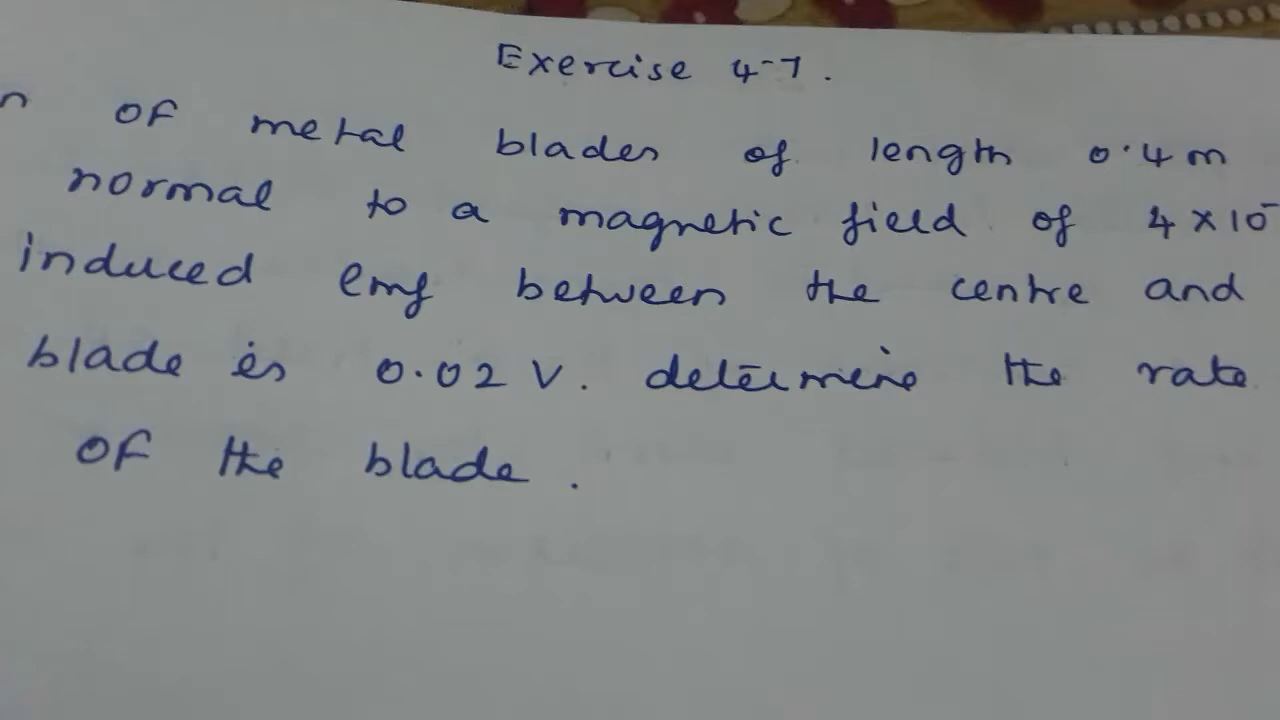 Exercise 4-7.
n of metal blades of length 0.4m
normal to a magnetic field of 4 × 10⁻
induced emf between the centre and
blade is 0.02 V. determine the rate
of the blade.